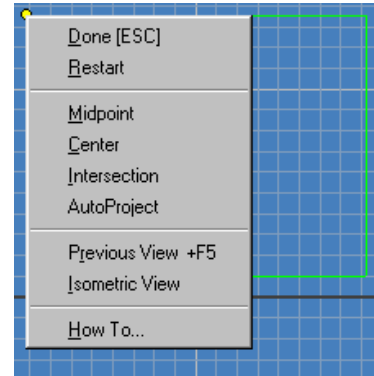 Done [ESC]
Restart
Midpoint
Center
Intersection
AutoProject
Previous View +F5
Isometric View
How To...